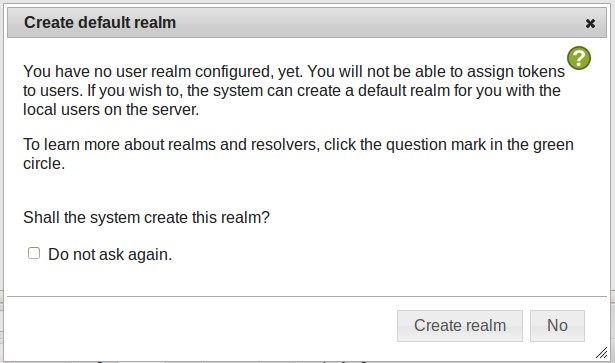 Create default realm
You have no user realm configured, yet. You will not be able to assign tokens
to users. If you wish to, the system can create a default realm for you with the
local users on the server.
To learn more about realms and resolvers, click the question mark in the green
circle.
Shall the system create this realm?
Do not ask again.
Create realm No